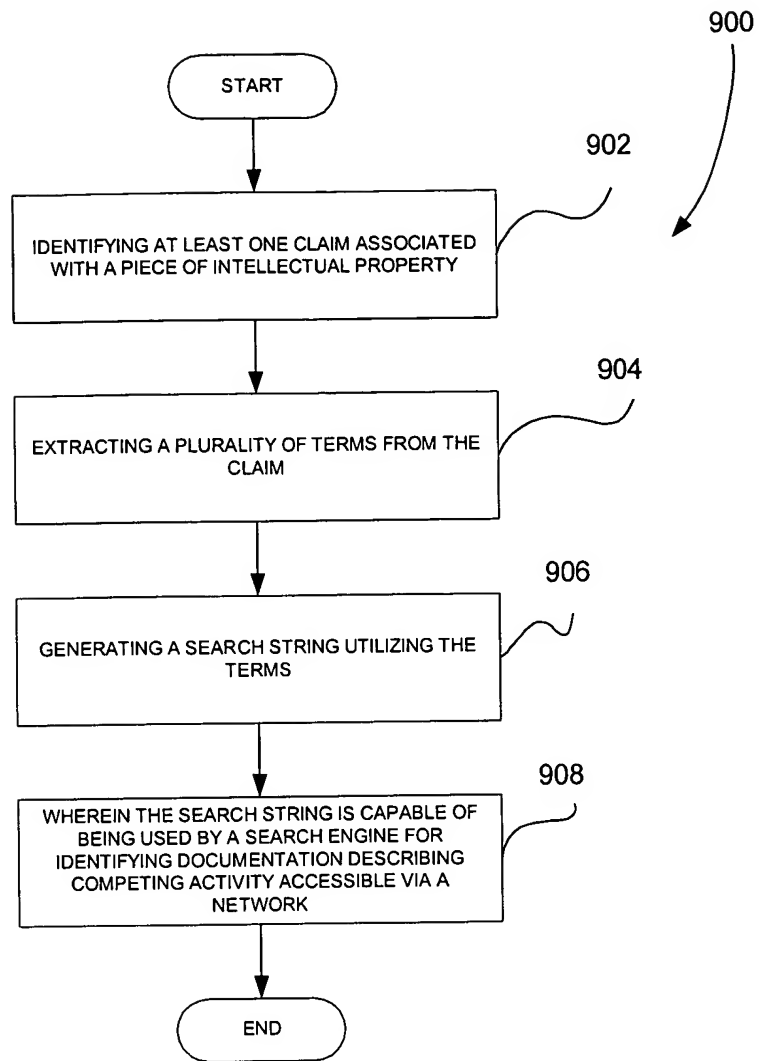 900
START
902
IDENTIFYING AT LEAST ONE CLAIM ASSOCIATED
WITH A PIECE OF INTELLECTUAL PROPERTY
904
EXTRACTING A PLURALITY OF TERMS FROM THE
CLAIM
906
GENERATING A SEARCH STRING UTILIZING THE
TERMS
908
WHEREIN THE SEARCH STRING IS CAPABLE OF
BEING USED BY A SEARCH ENGINE FOR
IDENTIFYING DOCUMENTATION DESCRIBING
COMPETING ACTIVITY ACCESSIBLE VIA A
NETWORK
END